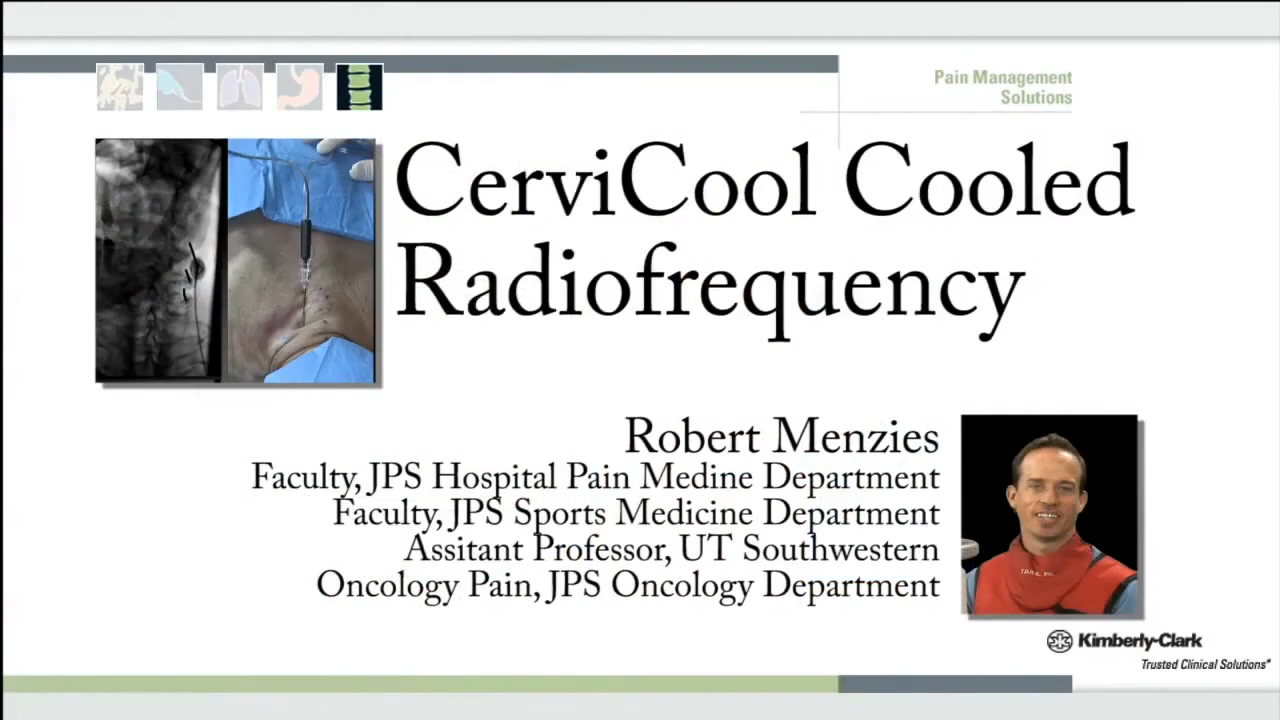 Pain Management
Solutions
CerviCool Cooled
Radiofrequency
Robert Menzies
Faculty, JPS Hospital Pain Medine Department
Faculty, JPS Sports Medicine Department
Assitant Professor, UT Southwestern
Oncology Pain, JPS Oncology Department
Kimberly-Clark
Trusted Clinical Solutions*